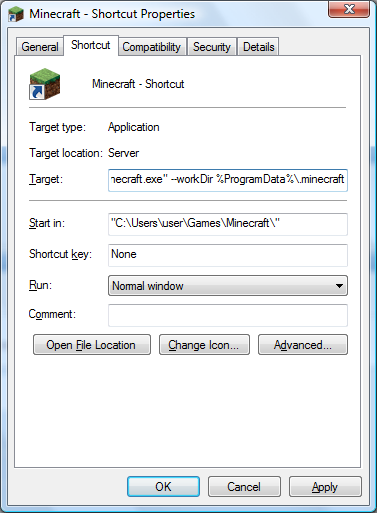 Minecraft - Shortcut Properties
General Shortcut Compatibility Security Details
Minecraft - Shortcut
Target type: Application
Target location: Server
Target: necraft.exe" --workDir %ProgramData%\.minecraft
Start in: "C:\Users\user\Games\Minecraft\"
Shortcut key: None
Run: Normal window
Comment:
Open File Location Change Icon... Advanced...
OK Cancel Apply